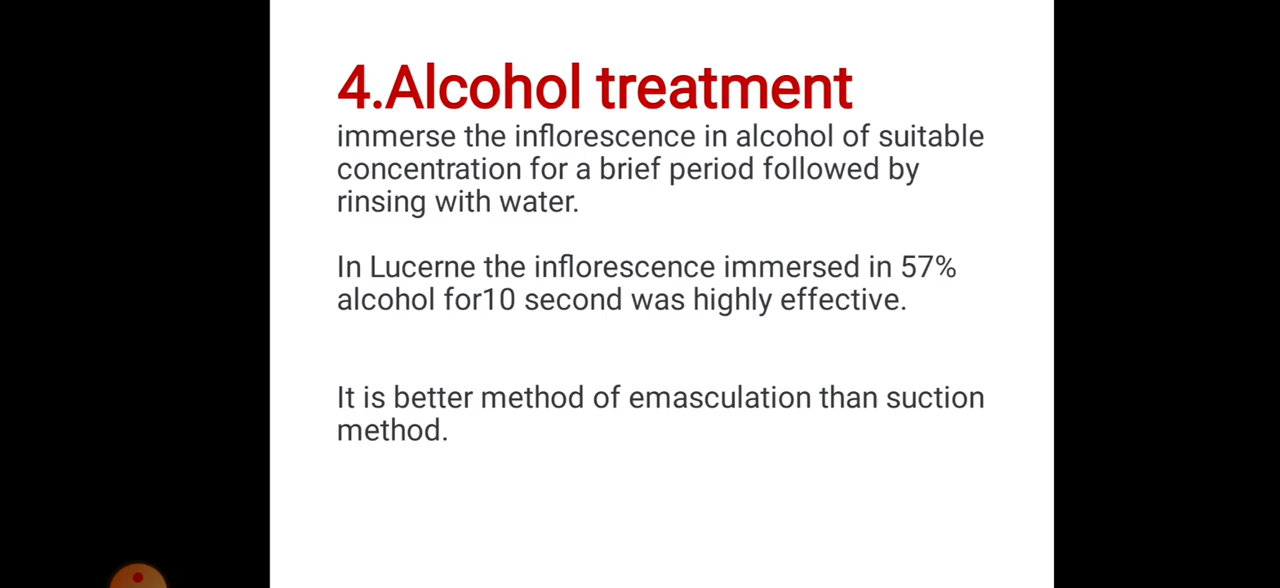 4.Alcohol treatment
immerse the inflorescence in alcohol of suitable
concentration for a brief period followed by
rinsing with water.
In Lucerne the inflorescence immersed in 57%
alcohol for10 second was highly effective.
It is better method of emasculation than suction
method.